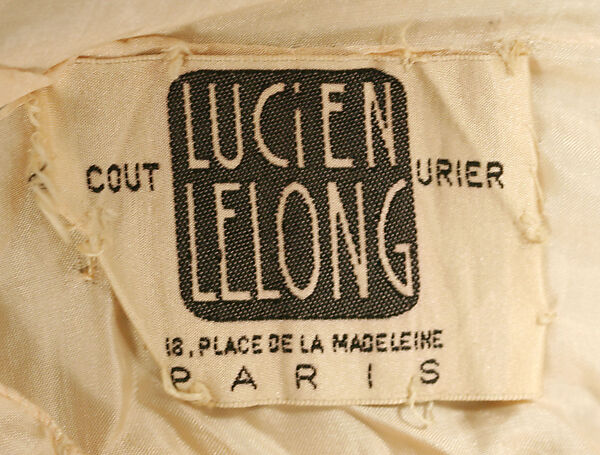 LUCiEN
COUT URIER
LELONG
18, PLACE DE LA MADELEINE
PARIS